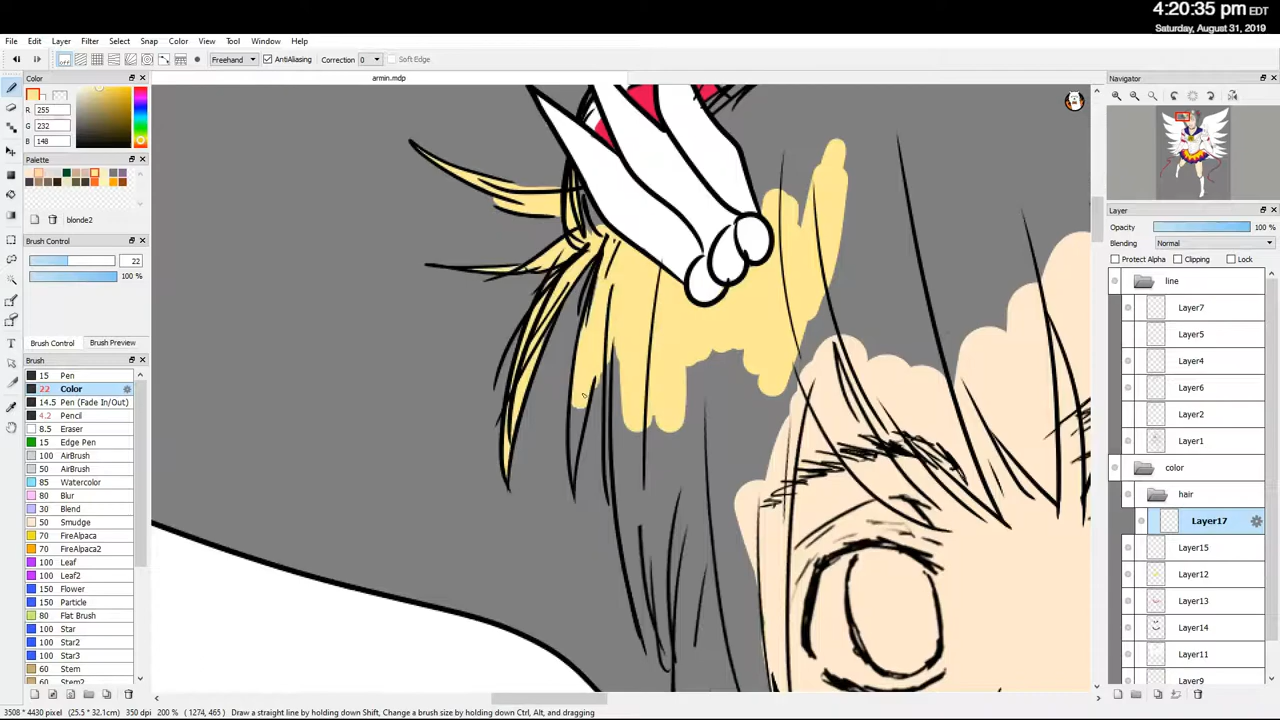 4:20:35 pm EDT
Saturday, August 31, 2019
File Edit Layer Filter Select Snap Color View Tool Window Help
OFF Freehand AntiAliasing Correction 0 Soft Edge
Color
armin.mdp
Navigator
R 255
G 232
B 148
Palette
blonde2
Brush Control
22
100 %
Brush Control Brush Preview
Brush
15 Pen
22 Color
14.5 Pen (Fade In/Out)
4.2 Pencil
8.5 Eraser
15 Edge Pen
100 AirBrush
50 AirBrush
85 Watercolor
80 Blur
30 Blend
50 Smudge
70 FireAlpaca
70 FireAlpaca2
100 Leaf
100 Leaf2
150 Flower
150 Particle
80 Flat Brush
100 Star
100 Star2
100 Star3
60 Stem
60 Stem2
Layer
Opacity 100 %
Blending Normal
Protect Alpha Clipping Lock
line
Layer7
Layer5
Layer4
Layer6
Layer2
Layer1
color
hair
Layer17
Layer15
Layer12
Layer13
Layer14
Layer11
Layer9
3508 * 4430 pixel (25.5 * 32.1cm) 350 dpi 200 % ( 1274, 465) Draw a straight line by holding down Shift, Change a brush size by holding down Ctrl, Alt, and dragging